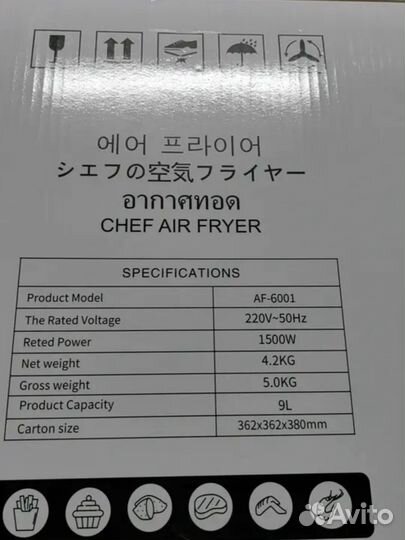 에어 프라이어
シェフの空気フライヤー
อากาศทอด
CHEF AIR FRYER
SPECIFICATIONS
Product Model AF-6001
The Rated Voltage 220V~50Hz
Reted Power 1500W
Net weight 4.2KG
Gross weight 5.0KG
Product Capacity 9L
Carton size 362x362x380mm
Avito